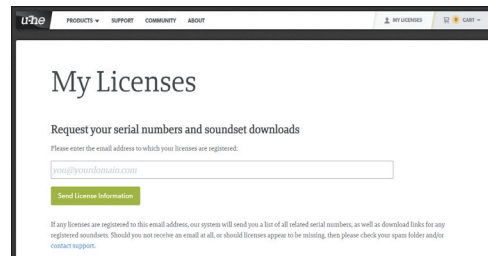 u-he PRODUCTS SUPPORT COMMUNITY ABOUT MY LICENSES 0 CART
My Licenses
Request your serial numbers and soundset downloads
Please enter the email address to which your licenses are registered:
you@yourdomain.com
Send License Information
If any licenses are registered to this email address, our system will send you a list of all related serial numbers, as well as download links for any
registered soundsets. Should you not receive an email at all, or should licenses appear to be missing, then please check your spam folder and/or
contact support.